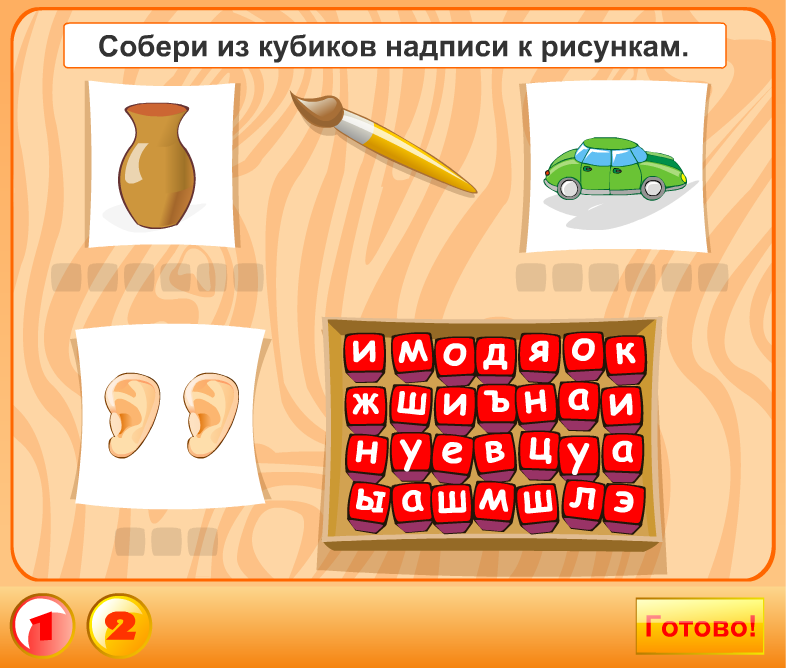 Собери из кубиков надписи к рисункам.
и м о д я о к
ж ш и ъ н а и
н у е в ц у а
ы а ш м ш л э
1 2 Готово!